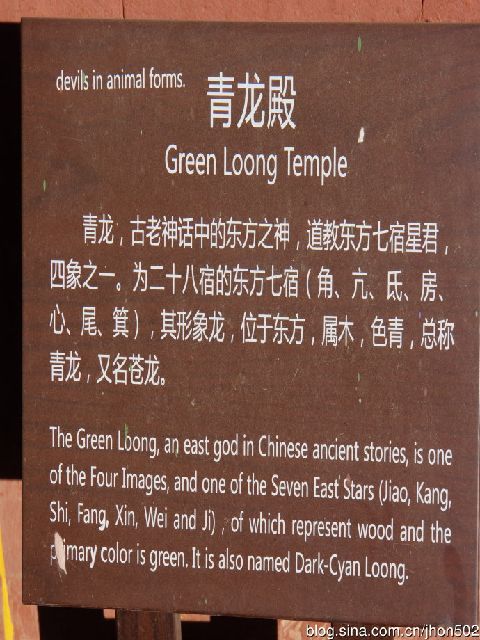 devils in animal forms.
青龙殿
Green Loong Temple
青龙，古老神话中的东方之神，道教东方七宿星君，
四象之一。为二十八宿的东方七宿（角、亢、氐、房、
心、尾、箕），其形象龙，位于东方，属木，色青，总称
青龙，又名苍龙。
The Green Loong, an east god in Chinese ancient stories, is one
of the Four Images, and one of the Seven East Stars (Jiao, Kang,
Shi, Fang, Xin, Wei and Ji) , of which represent wood and the
primary color is green. It is also named Dark-Cyan Loong.
blog.sina.com.cn/jhon502